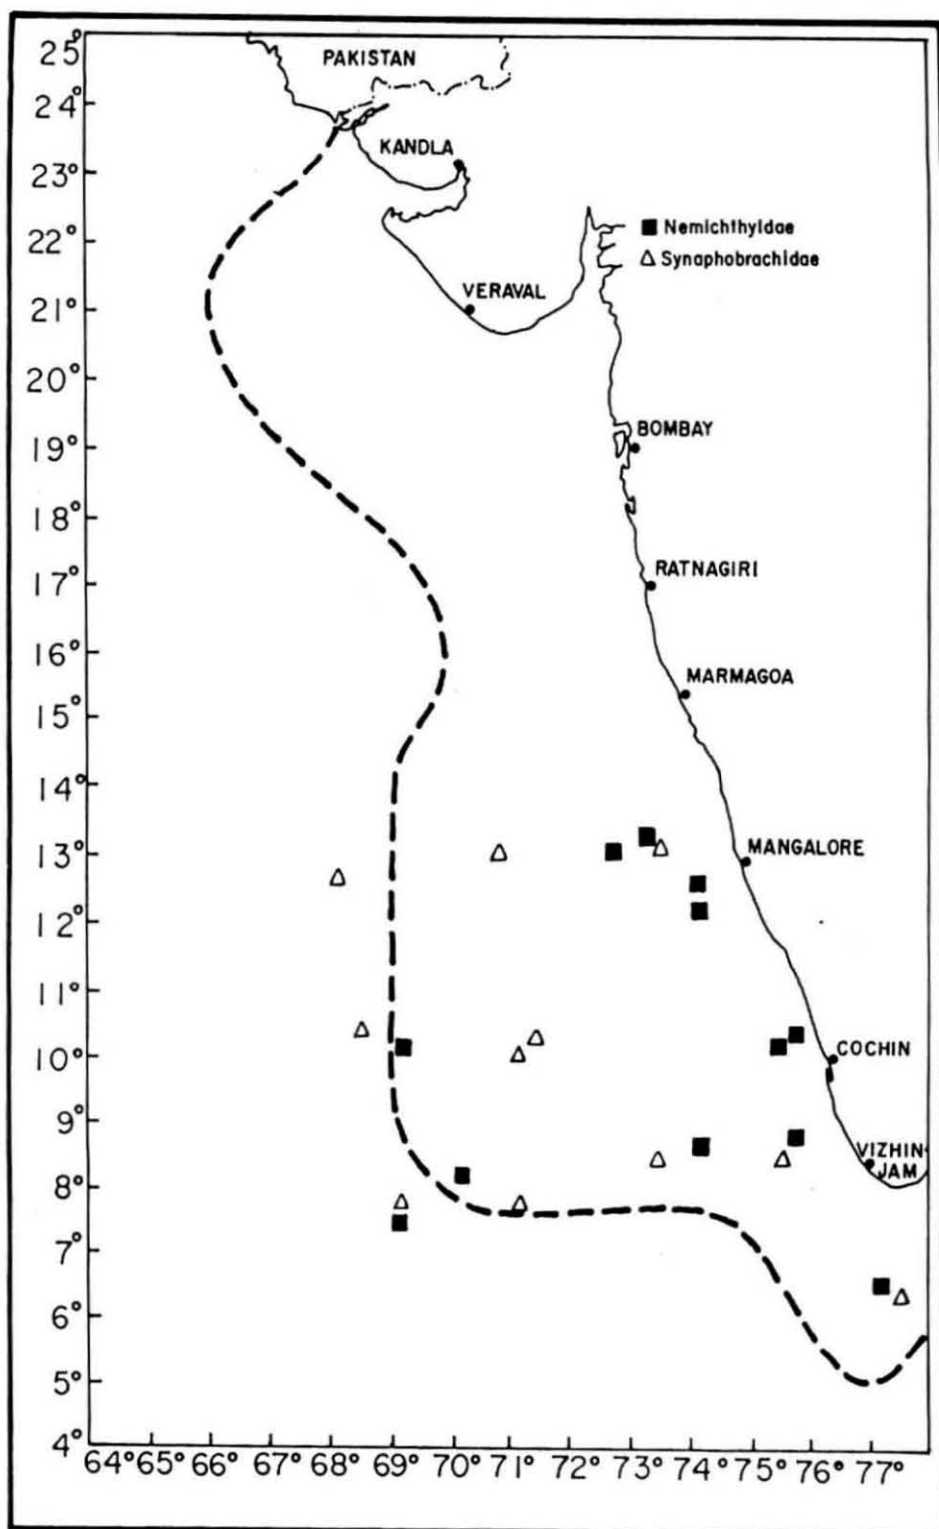 25°
PAKISTAN
24°
KANDLA
23°
22°
Nemichthyidae
Synaphobrachidae
VERAVAL
21°
20°
BOMBAY
19°
18°
RATNAGIRI
17°
16°
MARMAGOA
15°
14°
13°
MANGALORE
12°
11°
10°
COCHIN
9°
VIZHIN-
JAM
8°
7°
6°
5°
4°
64° 65° 66° 67° 68° 69° 70° 71° 72° 73° 74° 75° 76° 77°